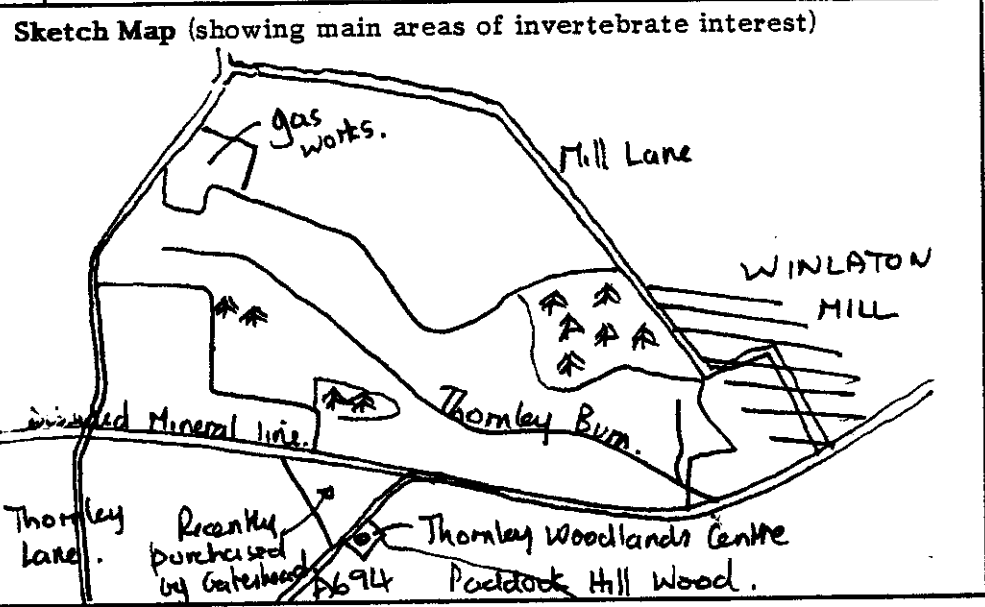 Sketch Map (showing main areas of invertebrate interest)
gas
works.
Mill Lane
WINLATON
MILL
Mineral line.
Thornley Burn.
Thornley
Lane.
Recently
purchased
by Gateshead
A694
Thornley Woodlands Centre
Paddock Hill Wood.